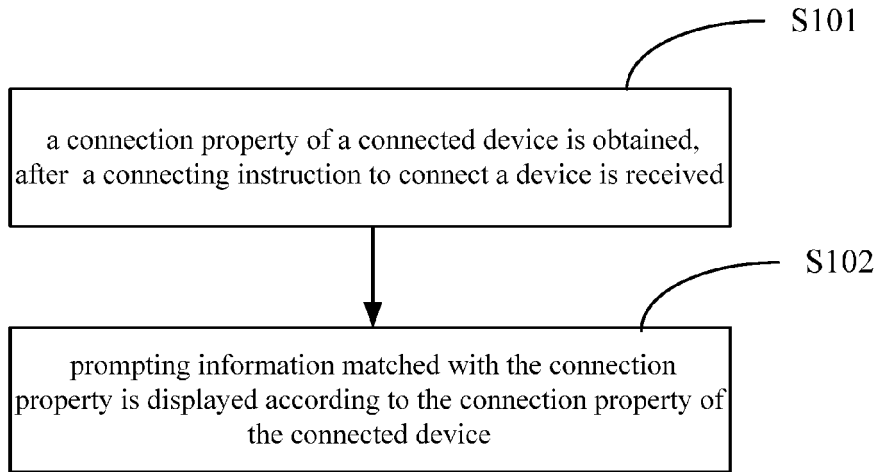 S101
a connection property of a connected device is obtained,
after a connecting instruction to connect a device is received
S102
prompting information matched with the connection
property is displayed according to the connection property of
the connected device